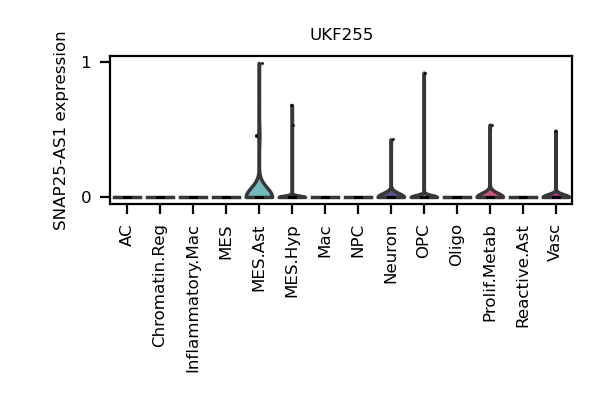 UKF255
SNAP25-AS1 expression
1
0
AC
Chromatin.Reg
Inflammatory.Mac
MES
MES.Ast
MES.Hyp
Mac
NPC
Neuron
OPC
Oligo
Prolif.Metab
Reactive.Ast
Vasc